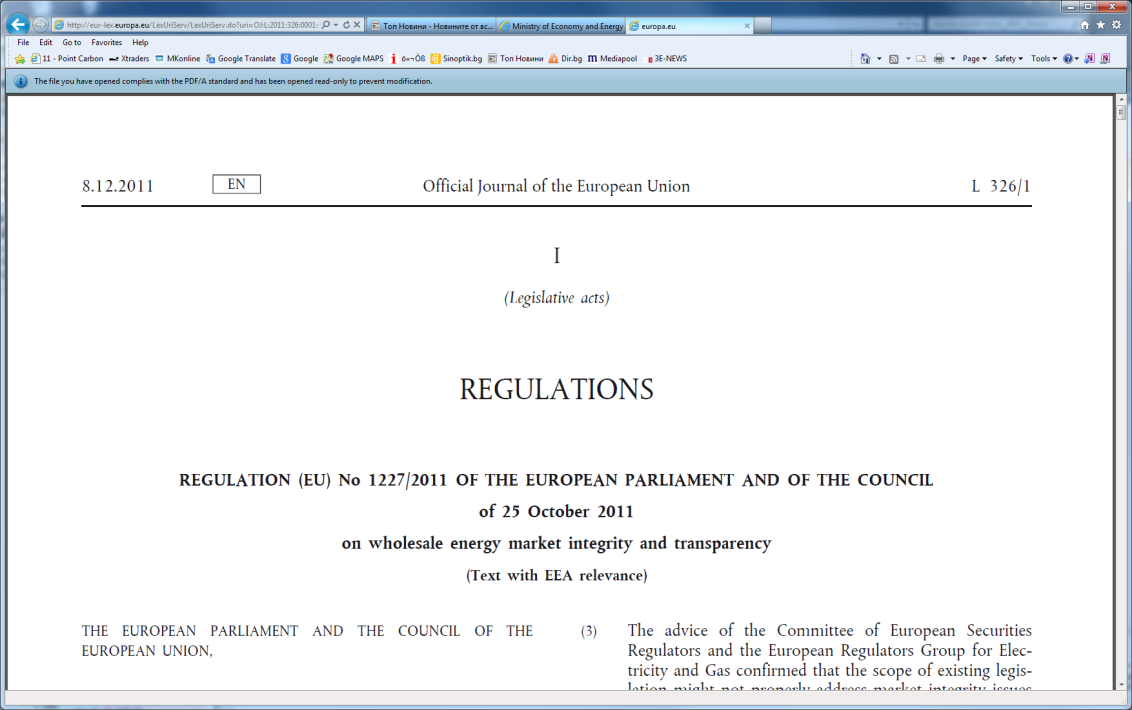 http://eur-lex.europa.eu/LexUriServ/LexUriServ.do?uri=OJ:L:2011:326:0001:
Топ Новини - Новините от вс...
Ministry of Economy and Energy
europa.eu
File Edit Go to Favorites Help
11 - Point Carbon Xtraders MKonline Google Translate Google Google MAPS Sinoptik.bg Топ Новини Dir.bg Mediapool 3E-NEWS
Page Safety Tools
The file you have opened complies with the PDF/A standard and has been opened read-only to prevent modification.
8.12.2011 EN Official Journal of the European Union L 326/1
I
(Legislative acts)
REGULATIONS
REGULATION (EU) No 1227/2011 OF THE EUROPEAN PARLIAMENT AND OF THE COUNCIL
of 25 October 2011
on wholesale energy market integrity and transparency
(Text with EEA relevance)
THE EUROPEAN PARLIAMENT AND THE COUNCIL OF THE
EUROPEAN UNION,
(3) The advice of the Committee of European Securities
Regulators and the European Regulators Group for Elec-
tricity and Gas confirmed that the scope of existing legis-
lation might not properly address market integrity issues